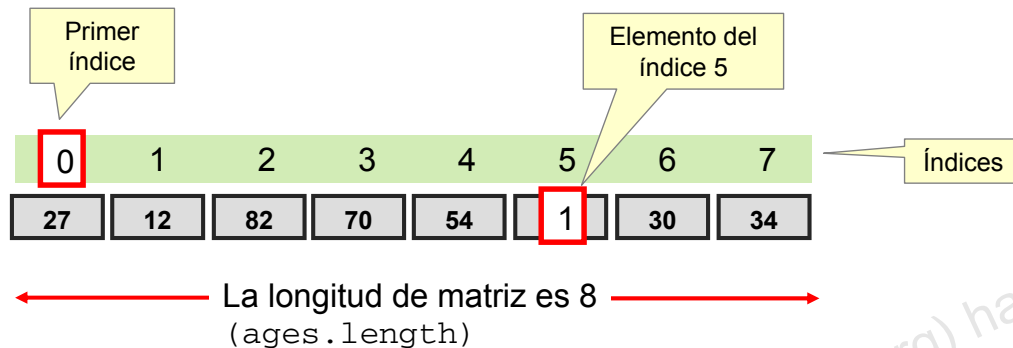 Primer
índice
Elemento del
índice 5
0 1 2 3 4 5 6 7
Índices
27 12 82 70 54 1 30 34
La longitud de matriz es 8
(ages.length)